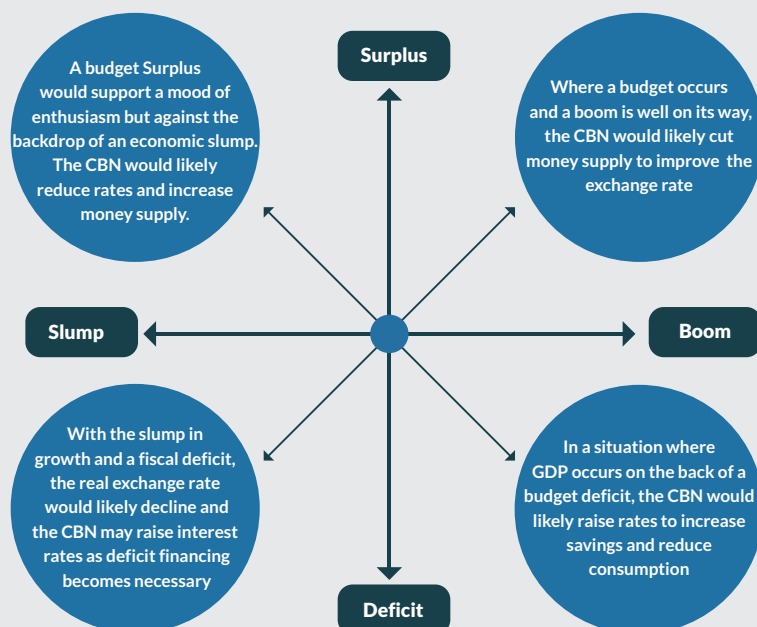 Surplus
A budget Surplus
would support a mood of
enthusiasm but against the
backdrop of an economic slump.
The CBN would likely
reduce rates and increase
money supply.
Where a budget occurs
and a boom is well on its way,
the CBN would likely cut
money supply to improve the
exchange rate
Slump
Boom
With the slump in
growth and a fiscal deficit,
the real exchange rate
would likely decline and
the CBN may raise interest
rates as deficit financing
becomes necessary
In a situation where
GDP occurs on the back of a
budget deficit, the CBN would
likely raise rates to increase
savings and reduce
consumption
Deficit